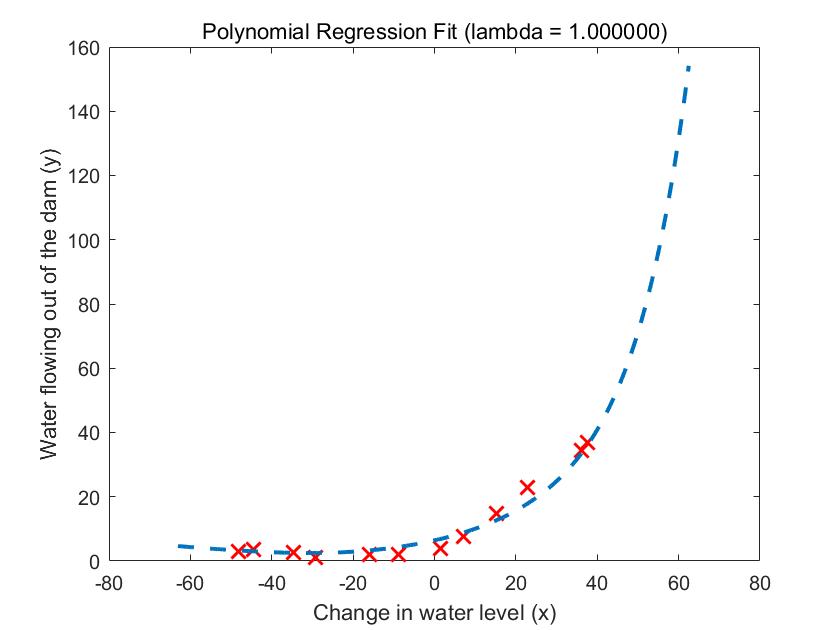 Polynomial Regression Fit (lambda = 1.000000)
160
140
120
100
80
60
40
20
0
Water flowing out of the dam (y)
-80 -60 -40 -20 0 20 40 60 80
Change in water level (x)